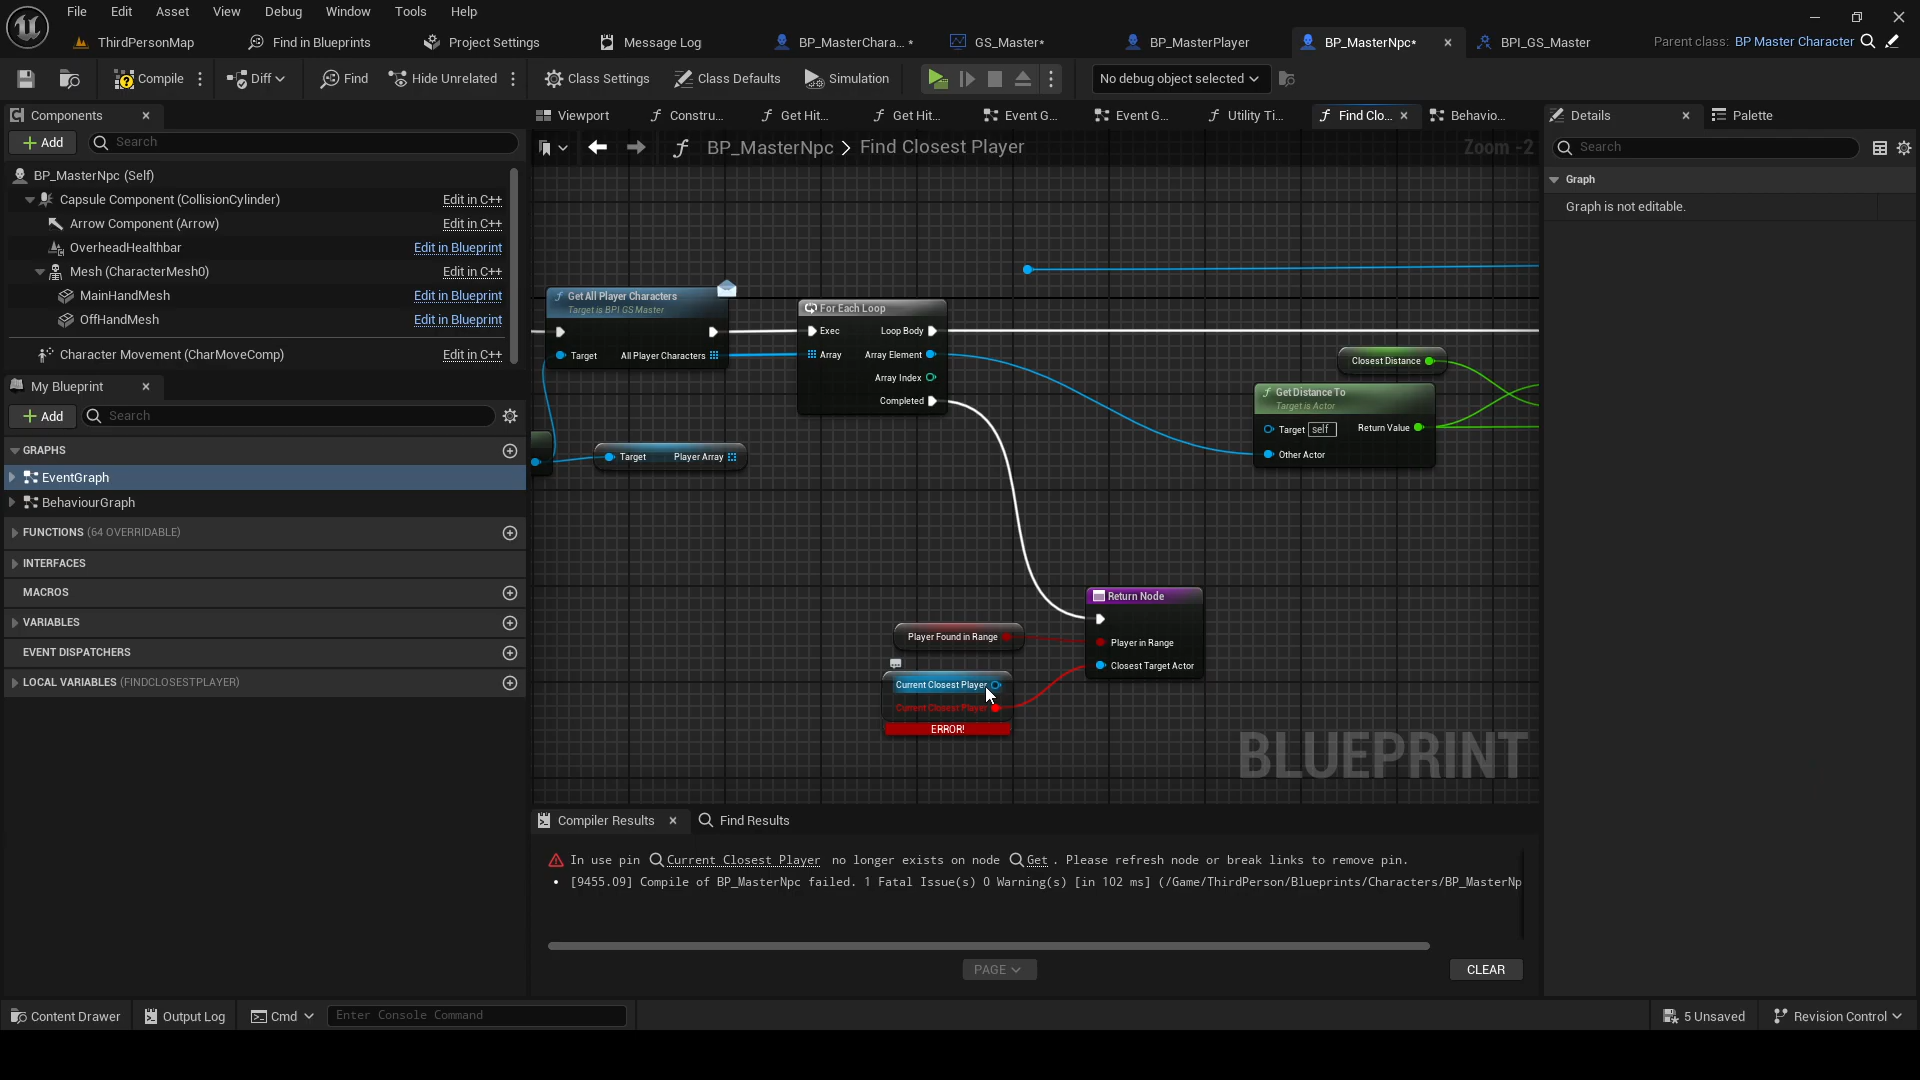 File Edit Asset View Debug Window Tools Help
ThirdPersonMap Find in Blueprints Project Settings Message Log BP_MasterChara... * GS_Master* BP_MasterPlayer BP_MasterNpc* BPI_GS_Master Parent class: BP Master Character
Compile Diff Find Hide Unrelated Class Settings Class Defaults Simulation No debug object selected
Components
Add Search
BP_MasterNpc (Self)
Capsule Component (CollisionCylinder) Edit in C++
Arrow Component (Arrow) Edit in C++
OverheadHealthbar Edit in Blueprint
Mesh (CharacterMesh0) Edit in C++
MainHandMesh Edit in Blueprint
OffHandMesh Edit in Blueprint
Character Movement (CharMoveComp) Edit in C++
My Blueprint
Add Search
GRAPHS
EventGraph
BehaviourGraph
FUNCTIONS (64 OVERRIDABLE)
INTERFACES
MACROS
VARIABLES
EVENT DISPATCHERS
LOCAL VARIABLES (FINDCLOSESTPLAYER)
Viewport Constru... Get Hit... Get Hit... Event G... Event G... Utility Ti... Find Clo... Behavio...
BP_MasterNpc > Find Closest Player
Zoom -2
Get All Player Characters
Target is BPI GS Master
Target All Player Characters
For Each Loop
Exec Loop Body
Array Array Element
Array Index
Completed
Target Player Array
Closest Distance
Get Distance To
Target is Actor
Target self Return Value
Other Actor
Return Node
Player in Range
Closest Target Actor
Player Found in Range
Current Closest Player
Current Closest Player
ERROR!
BLUEPRINT
Details Palette
Search
Graph
Graph is not editable.
Compiler Results Find Results
In use pin Current Closest Player no longer exists on node Get . Please refresh node or break links to remove pin.
[9455.09] Compile of BP_MasterNpc failed. 1 Fatal Issue(s) 0 Warning(s) [in 102 ms] (/Game/ThirdPerson/Blueprints/Characters/BP_MasterNp
PAGE CLEAR
Content Drawer Output Log Cmd Enter Console Command 5 Unsaved Revision Control